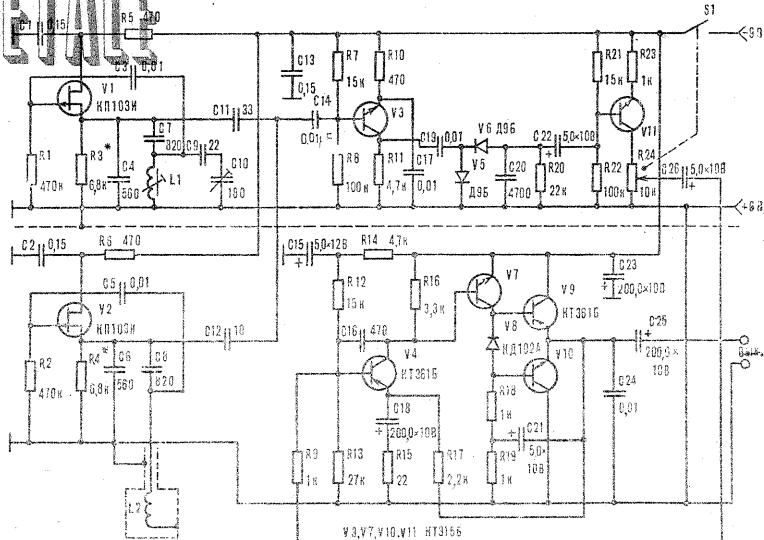 S1
C1 0,15 R5 470 -9В
C3 0,01 C13 R7 R10 R21 R23
V1 0,15 15к 470 15к 1к
КП103И C11 33 C14 V3
R1 R3* C7 C9 22 0,01 C19 0,01 V6 Д9Б C22 5,0×10В V11
470к 6,8к C4 820 C10 R8 R11 C17 V5 C20 R20 R22 R24 C26 5,0×10В
560 L1 180 100к 4,7к 0,01 Д9Б 4700 22к 100к 10к
+9В
C2 0,15 R6 470 C15 5,0×12В R14 4,7к
C5 0,01 R12 R16 V7 V9 C23
V2 15к 3,3к 200,0×10В
КП103И C12 10 C16 470 V8 КТ361Б C25
R2 R4* C6 C8 V4 КД102А V10 200,0× Вых.
470к 6,8к 560 820 КТ361Б R18 C24 10В
C18 1к 0,01
200,0×10В C21
R9 R13 R15 R17 R19 5,0×
1к 27к 22 2,2к 1к 10В
L2
V3,V7,V10,V11 КТ315Б